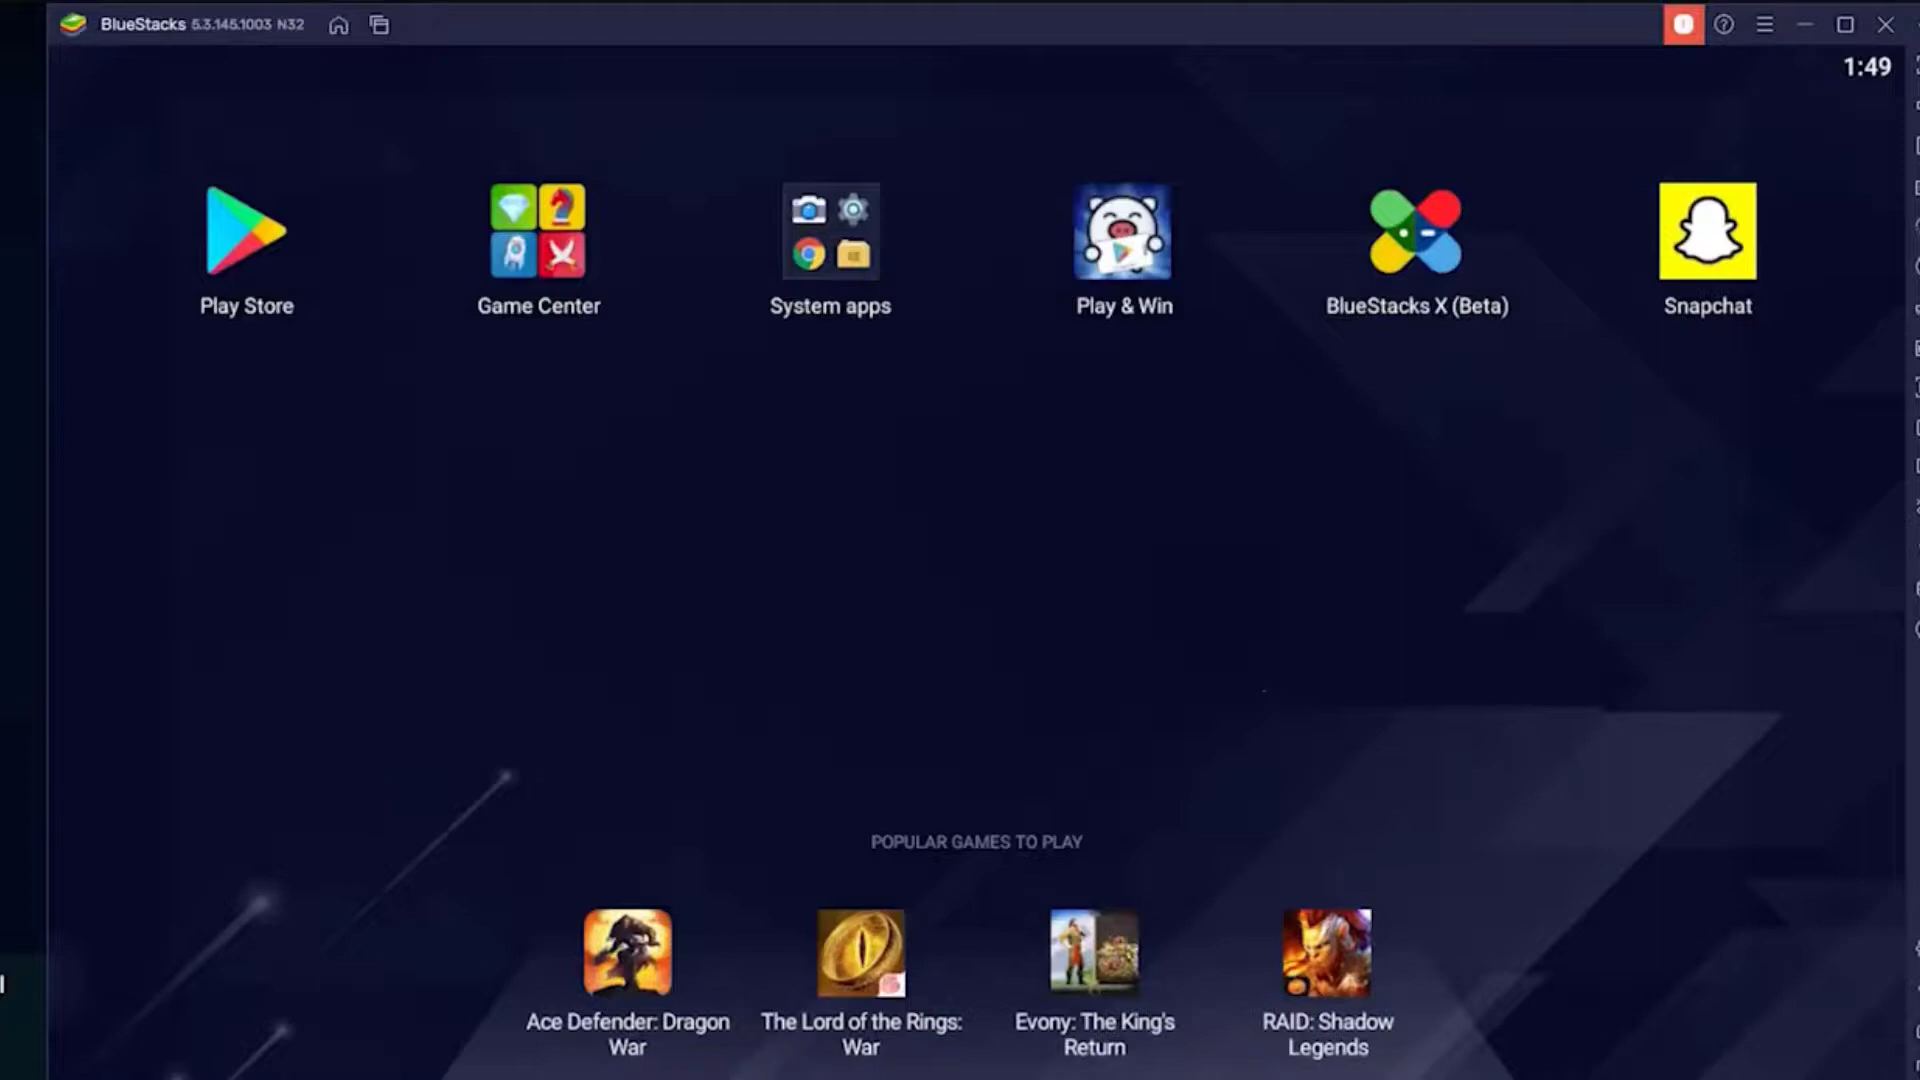 BlueStacks 5.3.145.1003 N32
1:49
Play Store
Game Center
System apps
Play & Win
BlueStacks X (Beta)
Snapchat
POPULAR GAMES TO PLAY
Ace Defender: Dragon
War
The Lord of the Rings:
War
Evony: The King's
Return
RAID: Shadow
Legends